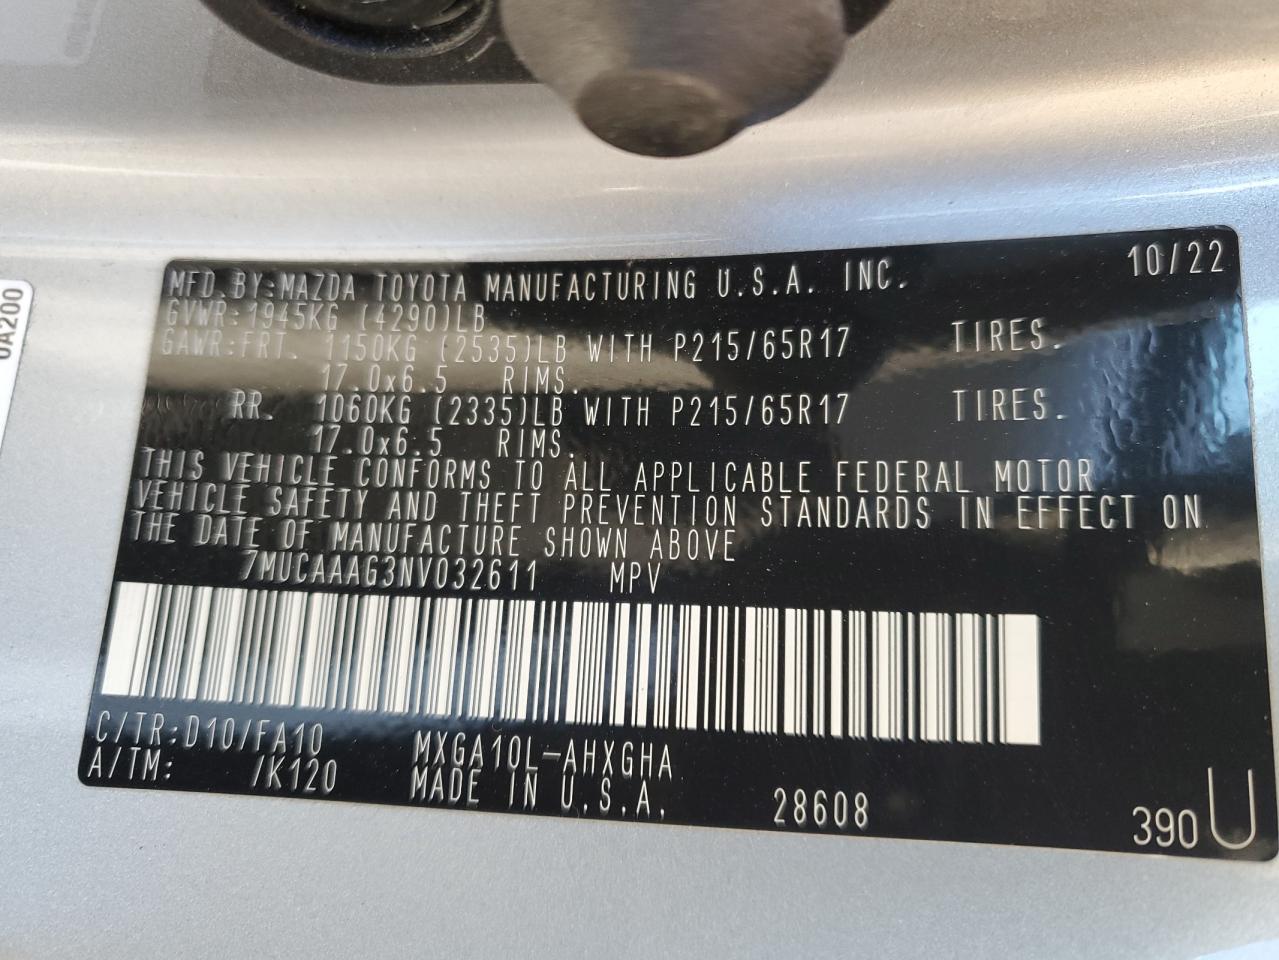 MFD.BY:MAZDA TOYOTA MANUFACTURING U.S.A. INC. 10/22
GVWR:1945KG (4290)LB
GAWR:FRT. 1150KG (2535)LB WITH P215/65R17 TIRES.
17.0x6.5 RIMS.
RR. 1060KG (2335)LB WITH P215/65R17 TIRES.
17.0x6.5 RIMS.
THIS VEHICLE CONFORMS TO ALL APPLICABLE FEDERAL MOTOR
VEHICLE SAFETY AND THEFT PREVENTION STANDARDS IN EFFECT ON
THE DATE OF MANUFACTURE SHOWN ABOVE
7MUCAAAG3NV032611 MPV
C/TR:D10/FA10 MXGA10L-AHXGHA
A/TM: /K120 MADE IN U.S.A. 28608 390 U
0A200